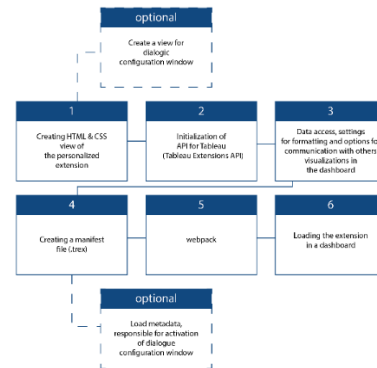 optional
Create a view for
dialogic
configuration window
1
Creating HTML & CSS
view of
the personalized
extension
2
Initialization of
API for Tableau
(Tableau Extensions API)
3
Data access, settings
for formatting and options for
communication with others
visualizations in
the dashboard
4
Creating a manifest
file (.trex)
5
webpack
6
Loading the extension
in a dashboard
optional
Load metadata,
responsible for activation
of dialogue
configuration window